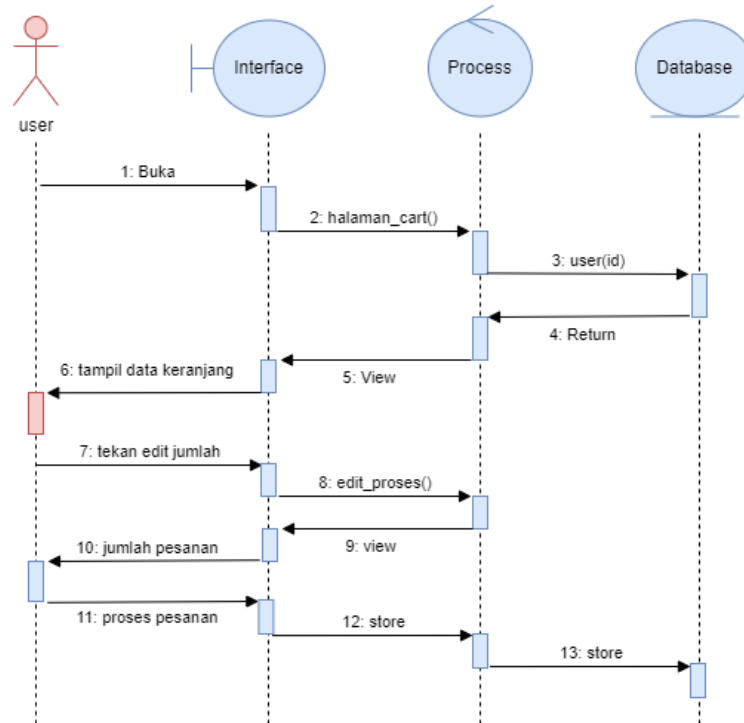 Interface
Process
Database
user
1: Buka
2: halaman_cart()
3: user(id)
4: Return
5: View
6: tampil data keranjang
7: tekan edit jumlah
8: edit_proses()
9: view
10: jumlah pesanan
11: proses pesanan
12: store
13: store